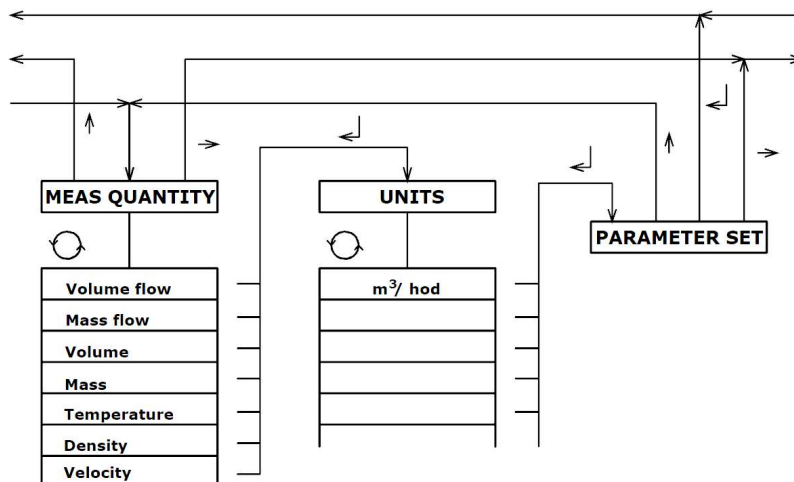 MEAS QUANTITY
UNITS
PARAMETER SET
Volume flow
m³/ hod
Mass flow
Volume
Mass
Temperature
Density
Velocity